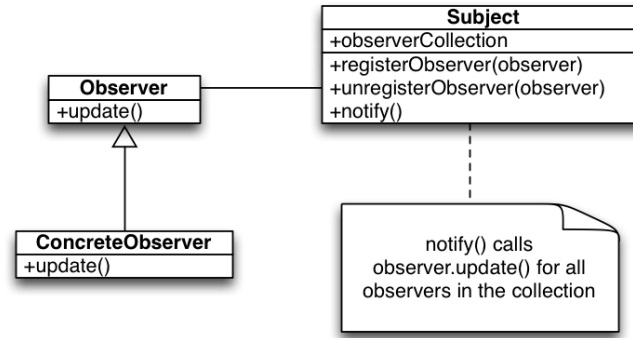 Subject
+observerCollection
+registerObserver(observer)
+unregisterObserver(observer)
+notify()
Observer
+update()
ConcreteObserver
+update()
notify() calls
observer.update() for all
observers in the collection